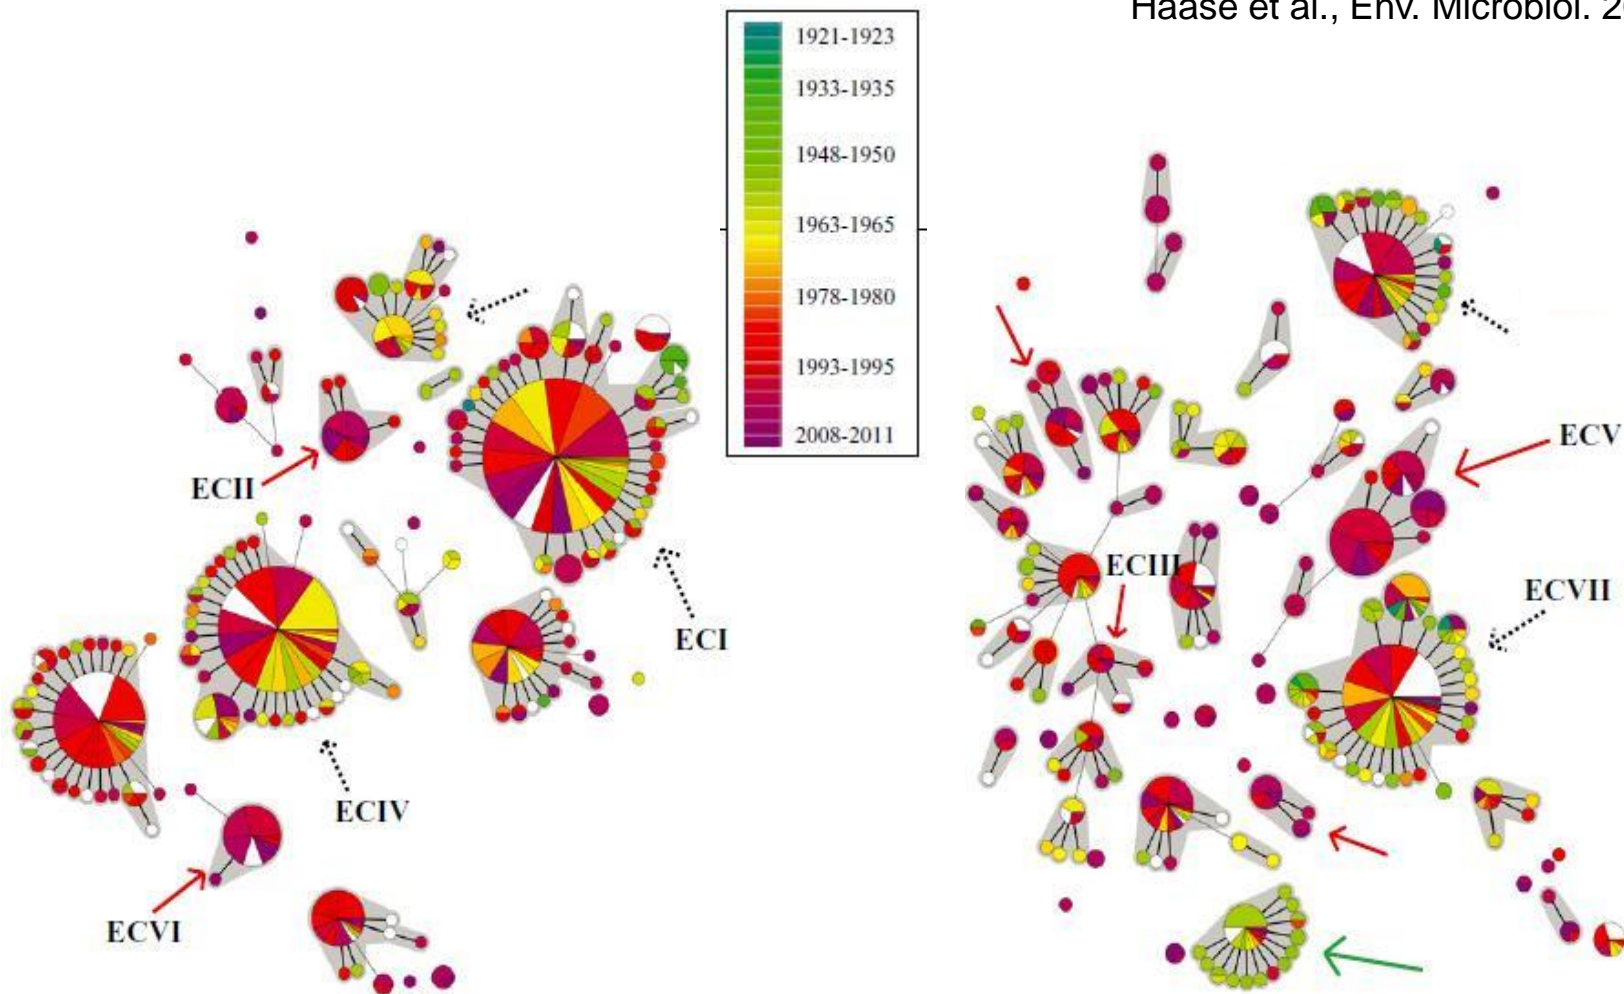 Haase et al., Env. Microbiol.
1921-1923
1933-1935
1948-1950
1963-1965
1978-1980
1993-1995
2008-2011
ECII
ECI
ECIV
ECVI
ECV
ECIII
ECVII